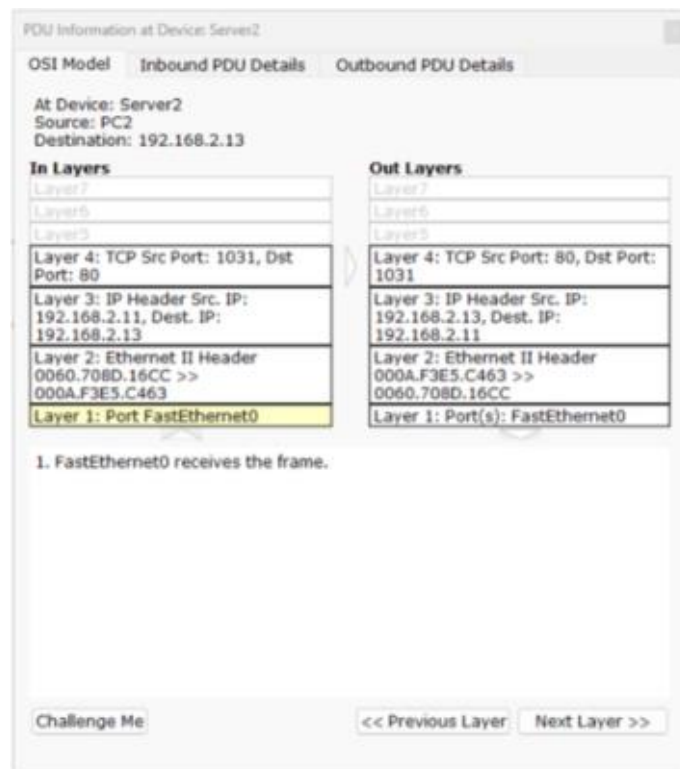 PDU Information at Device: Server2
OSI Model Inbound PDU Details Outbound PDU Details
At Device: Server2
Source: PC2
Destination: 192.168.2.13
In Layers
Layer7
Layer6
Layer5
Layer 4: TCP Src Port: 1031, Dst
Port: 80
Layer 3: IP Header Src. IP:
192.168.2.11, Dest. IP:
192.168.2.13
Layer 2: Ethernet II Header
0060.708D.16CC >>
000A.F3E5.C463
Layer 1: Port FastEthernet0
Out Layers
Layer7
Layer6
Layer5
Layer 4: TCP Src Port: 80, Dst Port:
1031
Layer 3: IP Header Src. IP:
192.168.2.13, Dest. IP:
192.168.2.11
Layer 2: Ethernet II Header
000A.F3E5.C463 >>
0060.708D.16CC
Layer 1: Port(s): FastEthernet0
1. FastEthernet0 receives the frame.
Challenge Me
<< Previous Layer
Next Layer >>